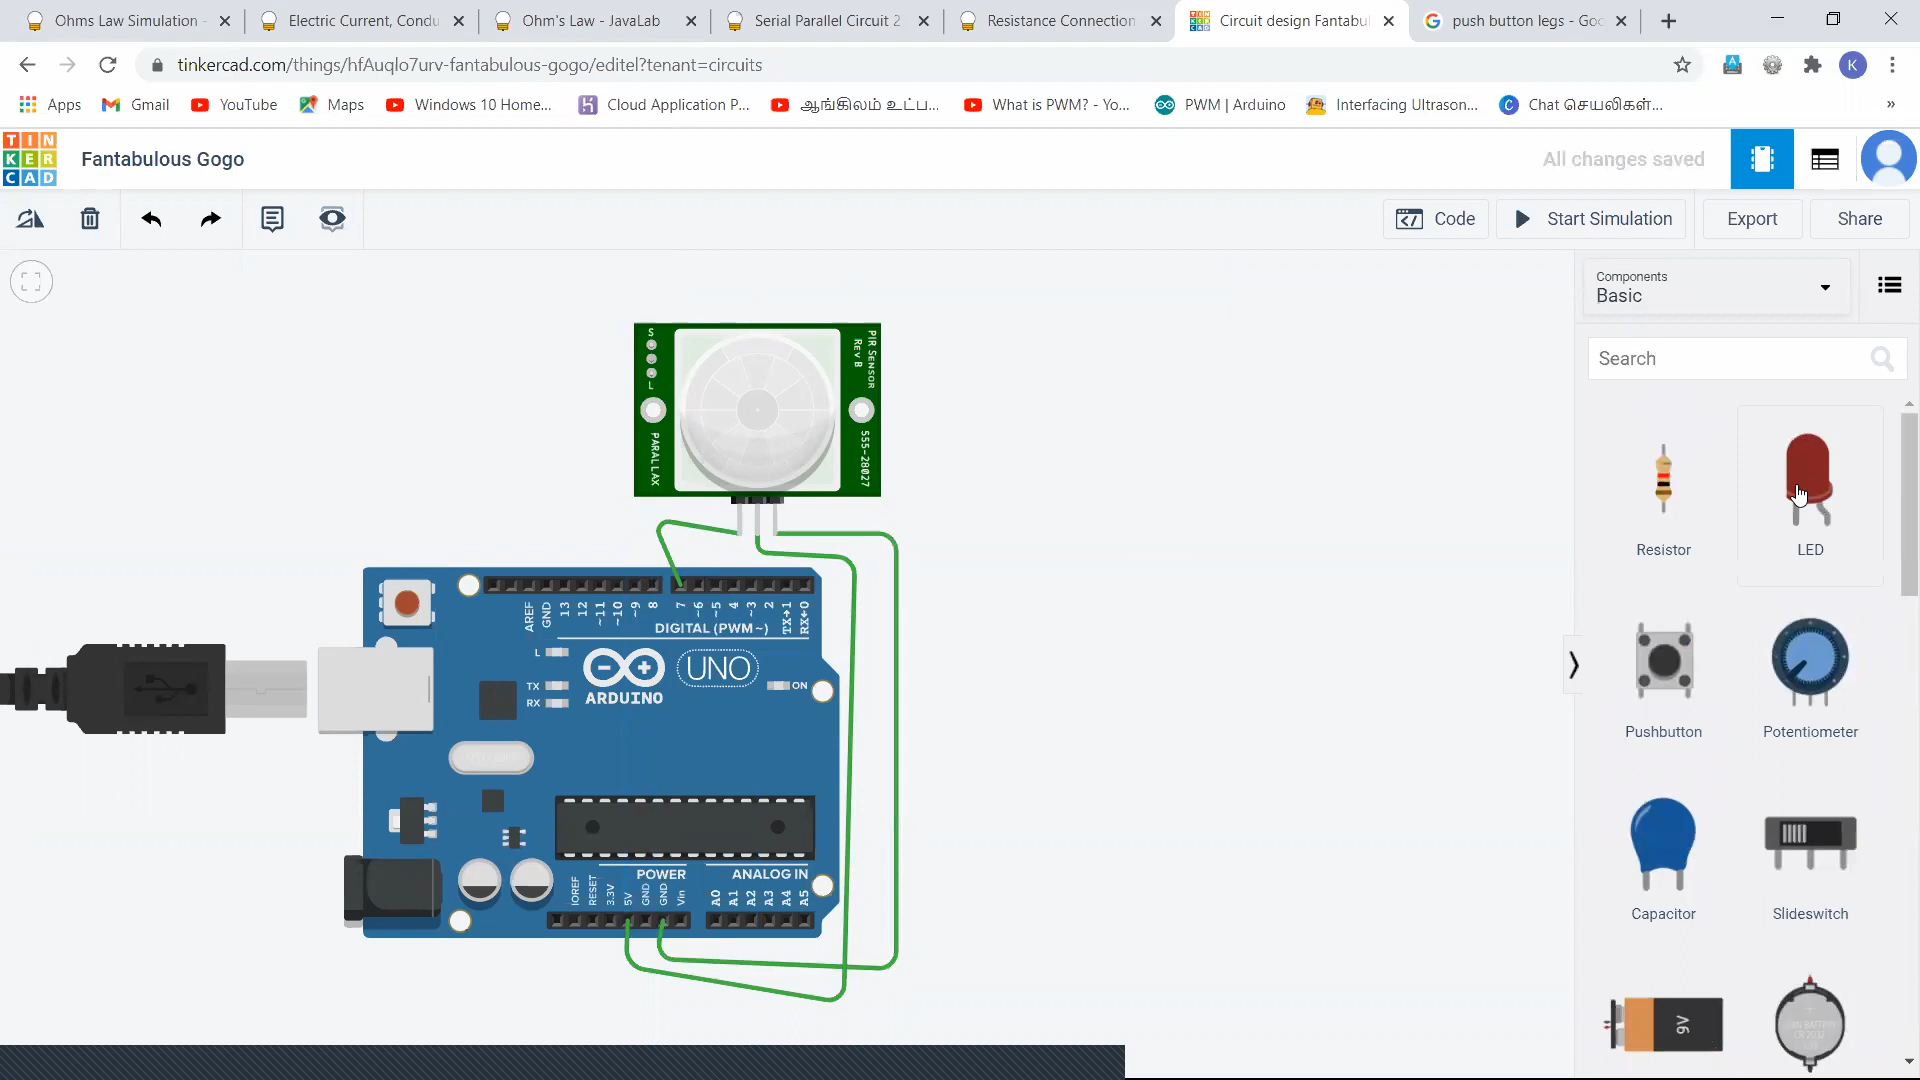 Ohms Law Simulation -
Electric Current, Condu
Ohm's Law - JavaLab
Serial Parallel Circuit 2
Resistance Connection
Circuit design Fantabul
push button legs - Goo
tinkercad.com/things/hfAuqIo7urv-fantabulous-gogo/editel?tenant=circuits
K
Apps
Gmail
YouTube
Maps
Windows 10 Home...
Cloud Application P...
ஆங்கிலம் உட்ப...
What is PWM? - Yo...
PWM | Arduino
Interfacing Ultrason...
Chat செயலிகள்...
»
TIN
KER
CAD
Fantabulous Gogo
All changes saved
Code
Start Simulation
Export
Share
Components
Basic
Search
Resistor
LED
Pushbutton
Potentiometer
Capacitor
Slideswitch
9V
S
L
PARALLAX
PIR SENSOR
REV B
555-28027
AREF
GND
13
12
~11
~10
~9
8
7
~6
~5
4
~3
2
TX→1
RX←0
DIGITAL (PWM ~)
L
TX
RX
ARDUINO
UNO
ON
POWER
ANALOG IN
IOREF
RESET
3.3V
5V
GND
GND
Vin
A0
A1
A2
A3
A4
A5